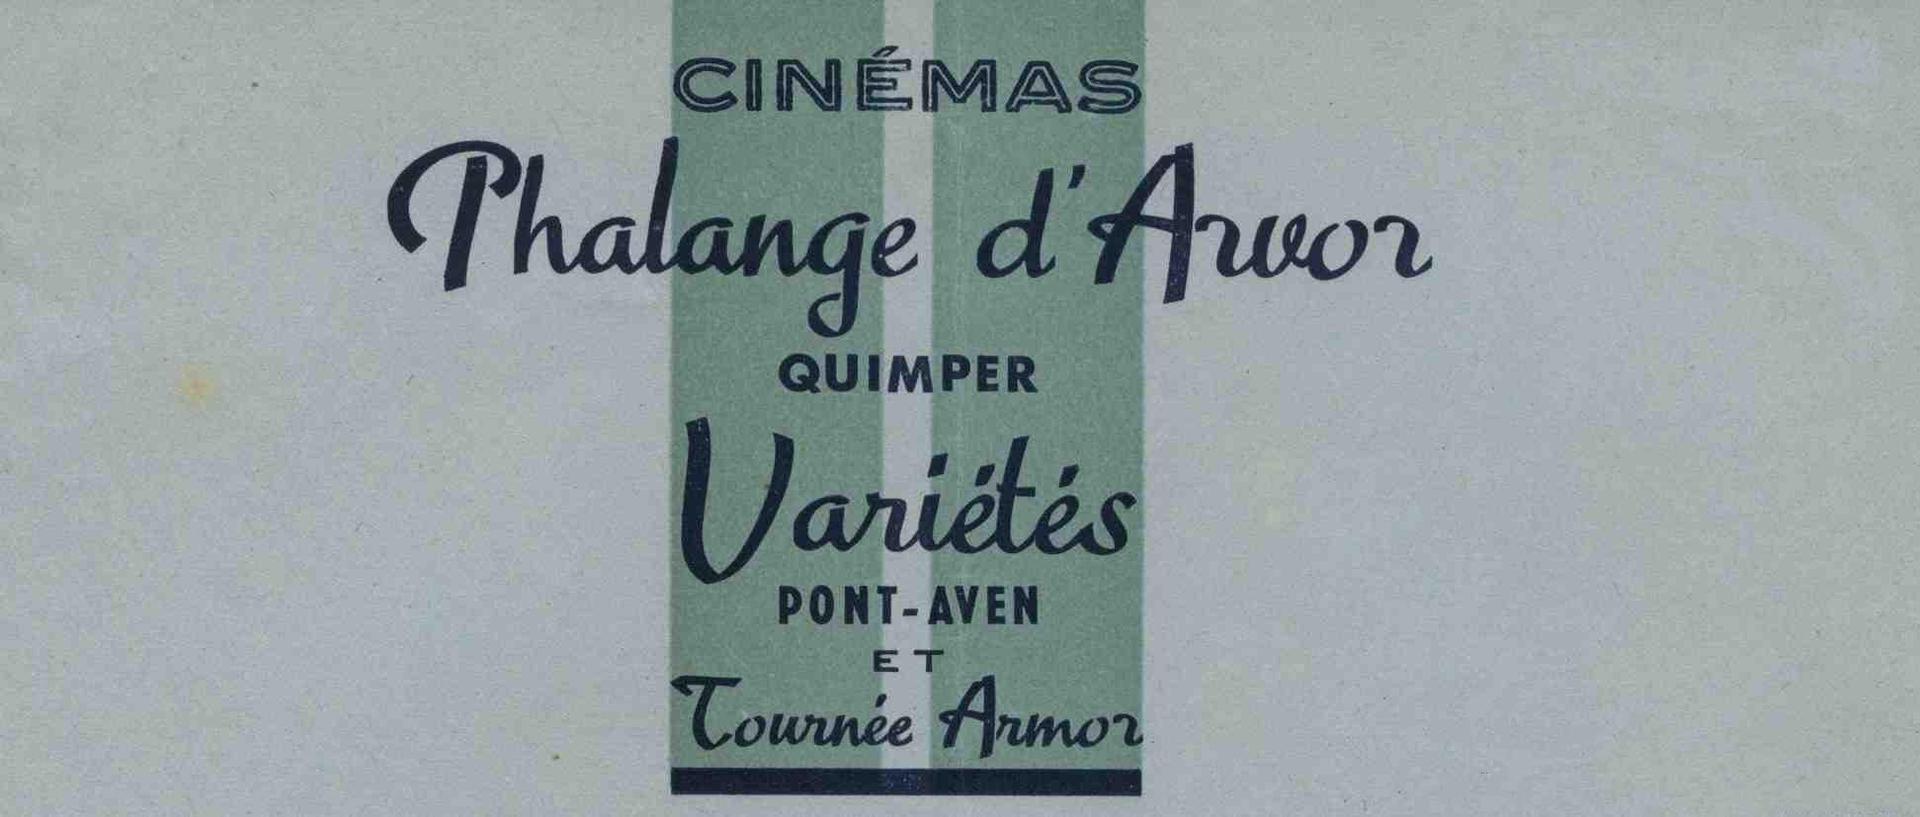 CINÉMAS
Phalange d'Arvor
QUIMPER
Variétés
PONT-AVEN
ET
Tournée Armor